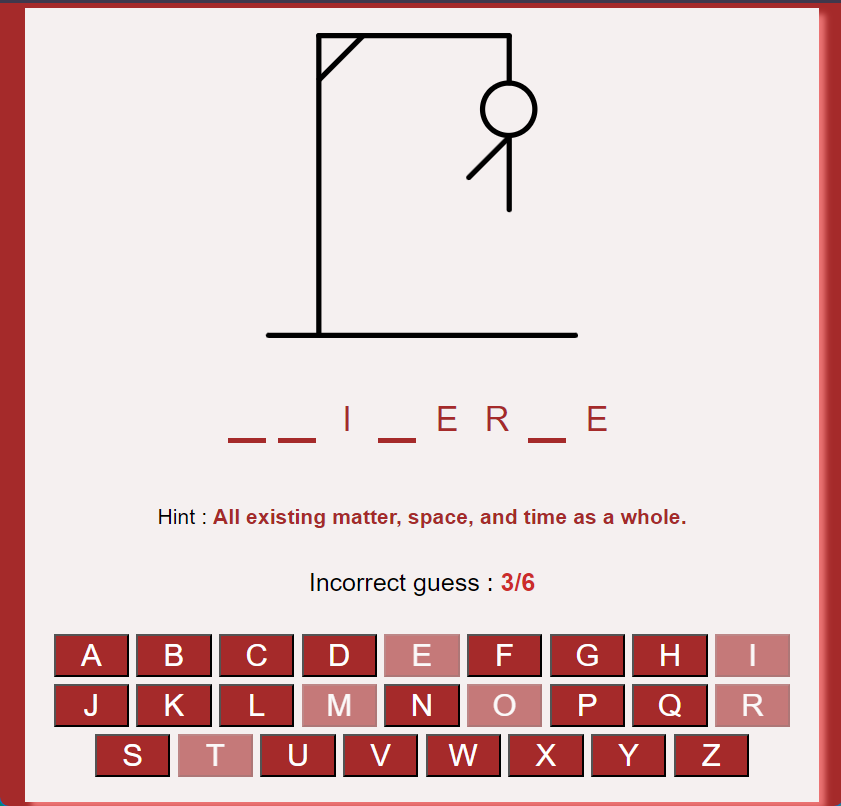 _ _ I _ E R _ E
Hint : All existing matter, space, and time as a whole.
Incorrect guess : 3/6
A B C D E F G H I
J K L M N O P Q R
S T U V W X Y Z